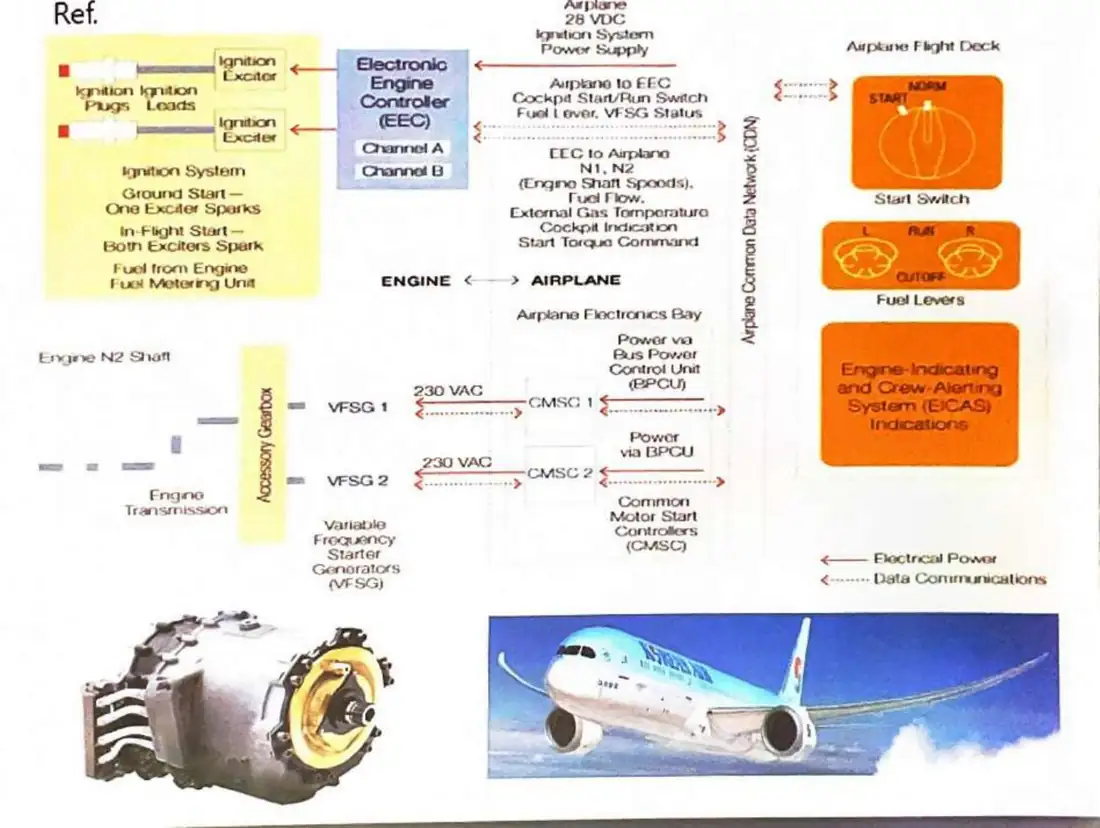 Ref.
Airplane
28 VDC
Ignition System
Power Supply
Ignition
Exciter
Ignition Ignition
Plugs Leads
Ignition
Exciter
Ignition System
Ground Start —
One Exciter Sparks
In-Flight Start—
Both Exciters Spark
Fuel from Engine
Fuel Metering Unit
Electronic
Engine
Controller
(EEC)
Channel A
Channel B
Airplane to EEC
Cockpit Start/Run Switch
Fuel Lever, VFSG Status
EEC to Airplane
N1, N2
(Engine Shaft Speeds),
Fuel Flow,
External Gas Temperature
Cockpit Indication
Start Torque Command
ENGINE AIRPLANE
Airplane Common Data Network (CDN)
Airplane Flight Deck
NORM
START
Start Switch
L RUN R
CUTOFF
Fuel Levers
Engine-Indicating
and Crew-Alerting
System (EICAS)
Indications
Airplane Electronics Bay
Engine N2 Shaft
Engine
Transmission
Accessory Gearbox
VFSG 1
230 VAC
CMSC 1
Power via
Bus Power
Control Unit
(BPCU)
VFSG 2
230 VAC
CMSC 2
Power
via BPCU
Variable
Frequency
Starter
Generators
(VFSG)
Common
Motor Start
Controllers
(CMSC)
Electrical Power
Data Communications
KOREAN AIR